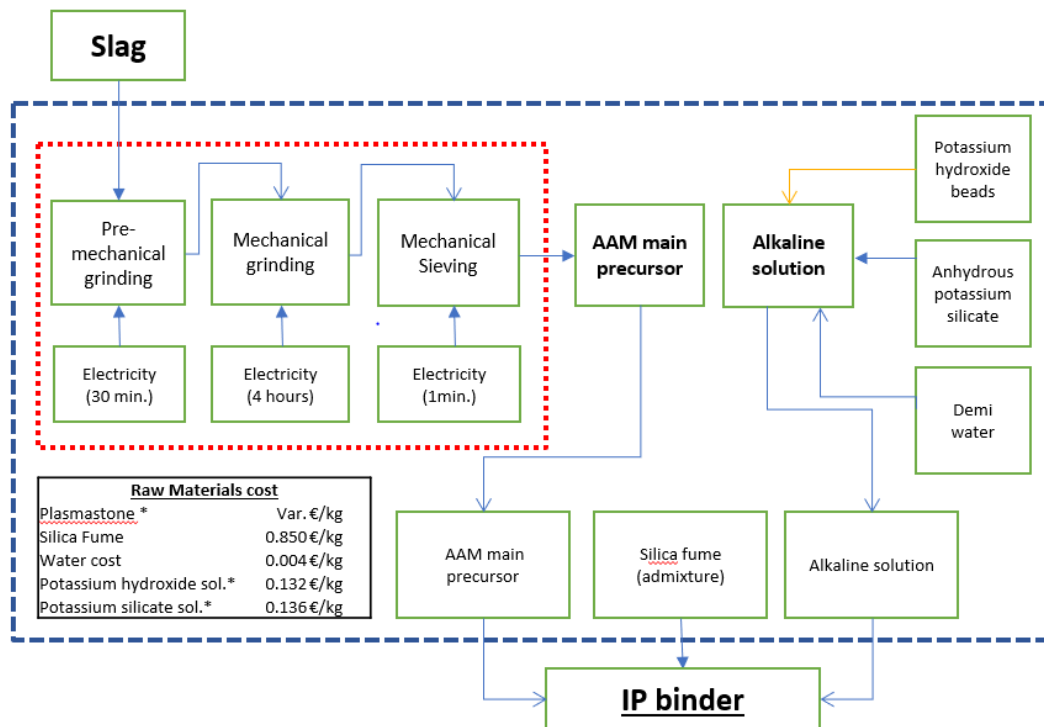 Slag
Pre-
mechanical
grinding
Mechanical
grinding
Mechanical
Sieving
AAM main
precursor
Alkaline
solution
Potassium
hydroxide
beads
Anhydrous
potassium
silicate
Demi
water
Electricity
(30 min.)
Electricity
(4 hours)
Electricity
(1min.)
Raw Materials cost
Plasmastone * Var. €/kg
Silica Fume 0.850 €/kg
Water cost 0.004 €/kg
Potassium hydroxide sol.* 0.132 €/kg
Potassium silicate sol.* 0.136 €/kg
AAM main
precursor
Silica fume
(admixture)
Alkaline solution
IP binder